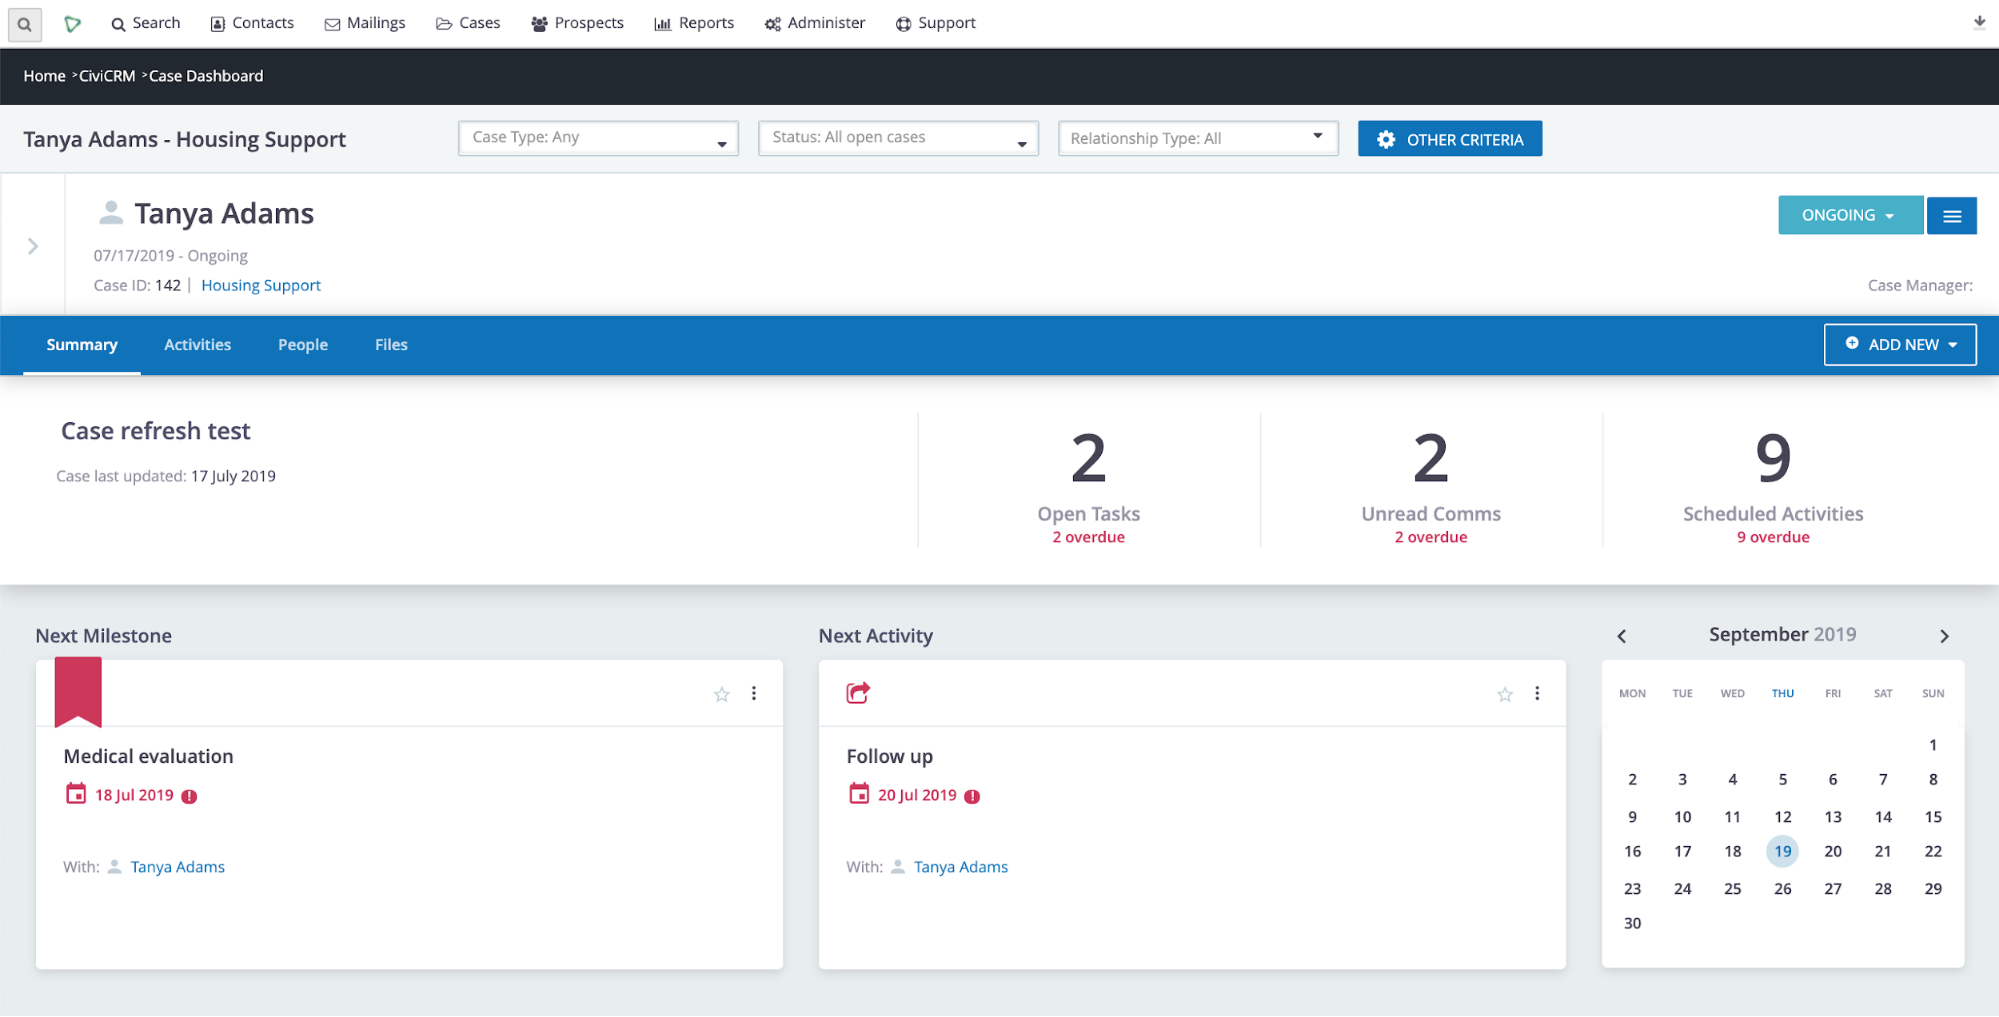 Search Contacts Mailings Cases Prospects Reports Administer Support
Home > CiviCRM > Case Dashboard
Tanya Adams - Housing Support
Case Type: Any
Status: All open cases
Relationship Type: All
OTHER CRITERIA
Tanya Adams
ONGOING
07/17/2019 - Ongoing
Case ID: 142 | Housing Support
Case Manager:
Summary Activities People Files
ADD NEW
Case refresh test
Case last updated: 17 July 2019
2
Open Tasks
2 overdue
2
Unread Comms
2 overdue
9
Scheduled Activities
9 overdue
Next Milestone
Medical evaluation
18 Jul 2019
With: Tanya Adams
Next Activity
Follow up
20 Jul 2019
With: Tanya Adams
September 2019
MON TUE WED THU FRI SAT SUN
1
2 3 4 5 6 7 8
9 10 11 12 13 14 15
16 17 18 19 20 21 22
23 24 25 26 27 28 29
30